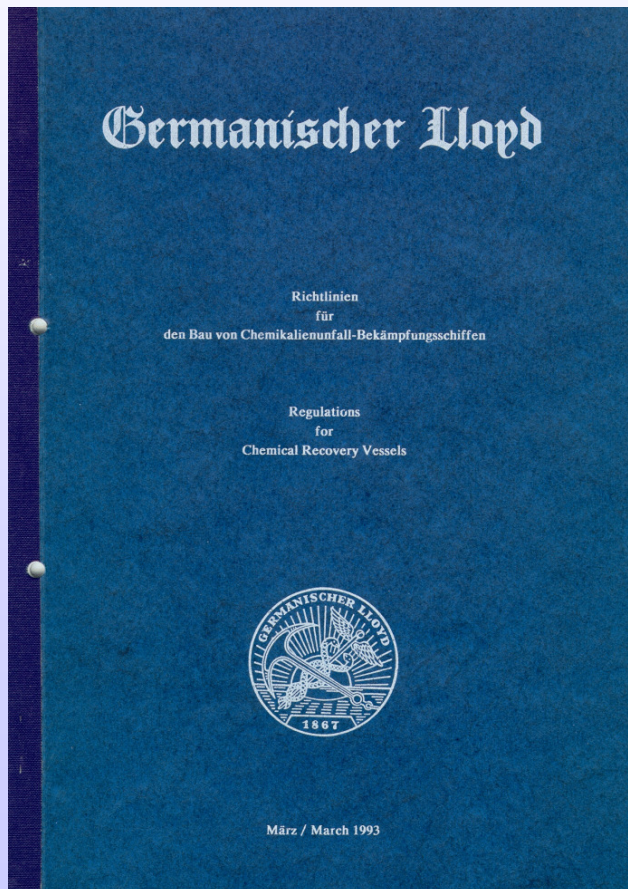 Germanischer Lloyd
Richtlinien
für
den Bau von Chemikalienunfall-Bekämpfungsschiffen
Regulations
for
Chemical Recovery Vessels
GERMANISCHER LLOYD
1867
März / March 1993